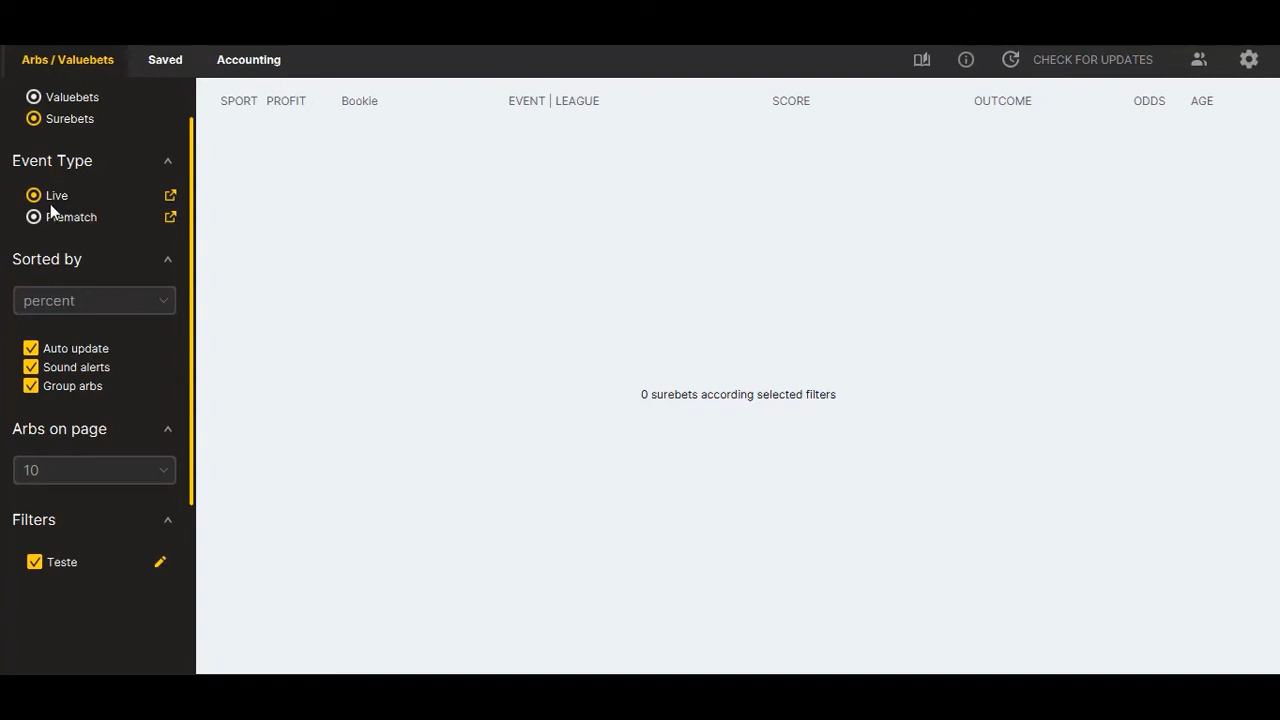 Arbs / Valuebets Saved Accounting CHECK FOR UPDATES
Valuebets
Surebets
Event Type
Live
Prematch
Sorted by
percent
Auto update
Sound alerts
Group arbs
Arbs on page
10
Filters
Teste
SPORT PROFIT Bookie EVENT | LEAGUE SCORE OUTCOME ODDS AGE
0 surebets according selected filters